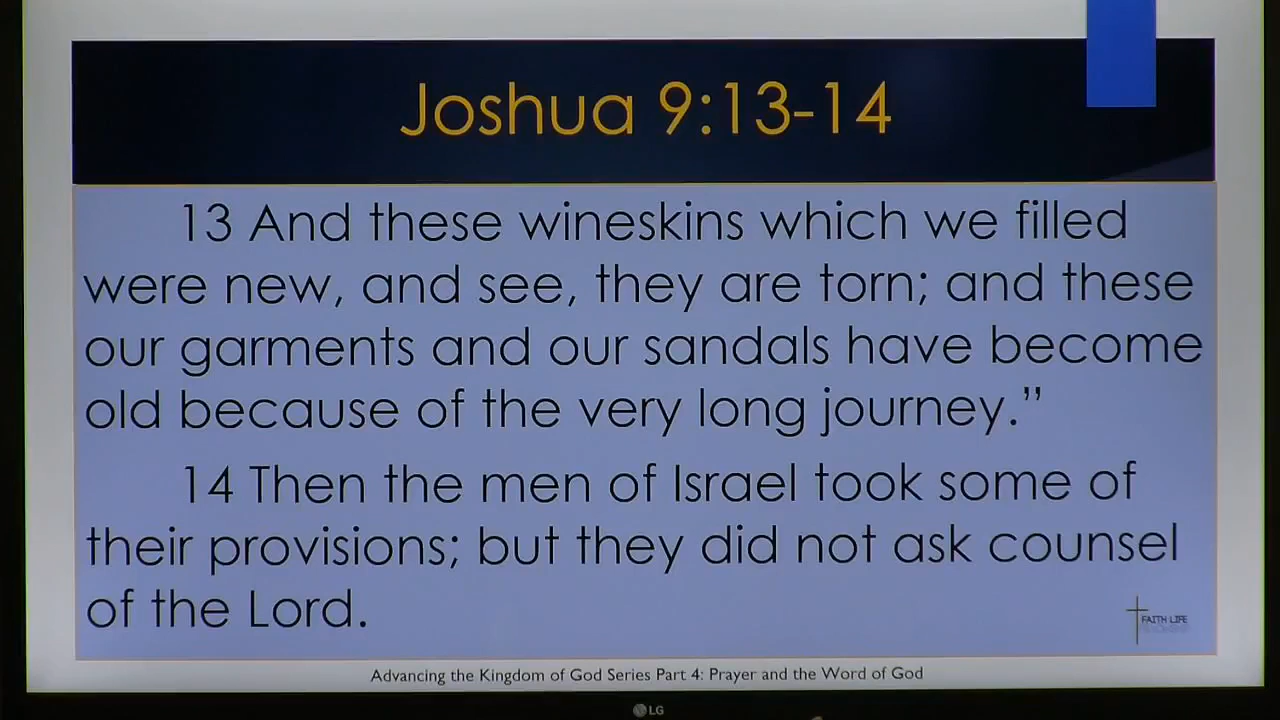 Joshua 9:13-14
13 And these wineskins which we filled
were new, and see, they are torn; and these
our garments and our sandals have become
old because of the very long journey.”
14 Then the men of Israel took some of
their provisions; but they did not ask counsel
of the Lord.
FAITH LIFE
Advancing the Kingdom of God Series Part 4: Prayer and the Word of God
LG